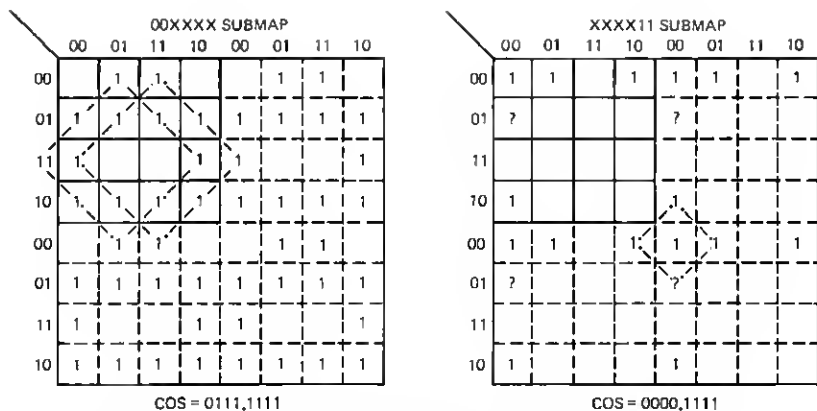 00XXXX SUBMAP
00 01 11 10 00 01 11 10
00 1 1 1 1
01 1 1 1 1 1 1 1 1
11 1 1 1 1
10 1 1 1 1 1 1 1 1
00 1 1 1
01 1 1 1 1 1 1 1 1
11 1 1 1 1
10 1 1 1 1 1 1 1 1
COS = 0111,1111
XXXX11 SUBMAP
00 01 11 10 00 01 11 10
00 1 1 1 1 1 1
01 ? ?
11
10 1 1
00 1 1 1 1 1 1
01 ? ?
11
10 1 1
COS = 0000,1111